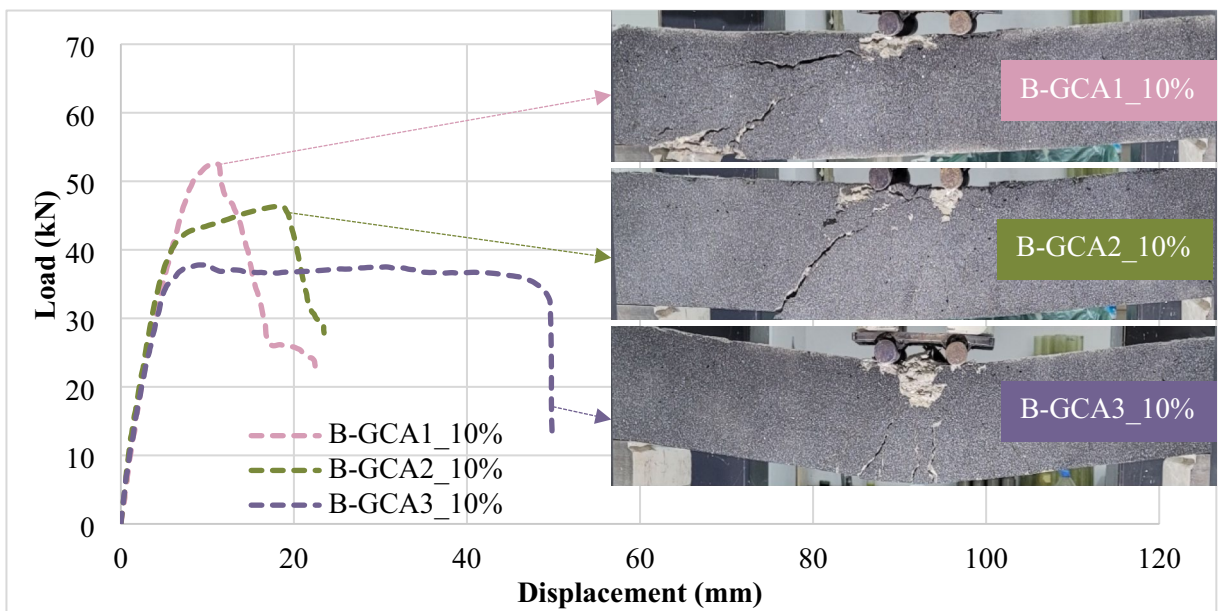 70
60
50
40
30
20
10
0
Load (kN)
0 20 40 60 80 100 120
Displacement (mm)
B-GCA1_10%
B-GCA2_10%
B-GCA3_10%
B-GCA1_10%
B-GCA2_10%
B-GCA3_10%